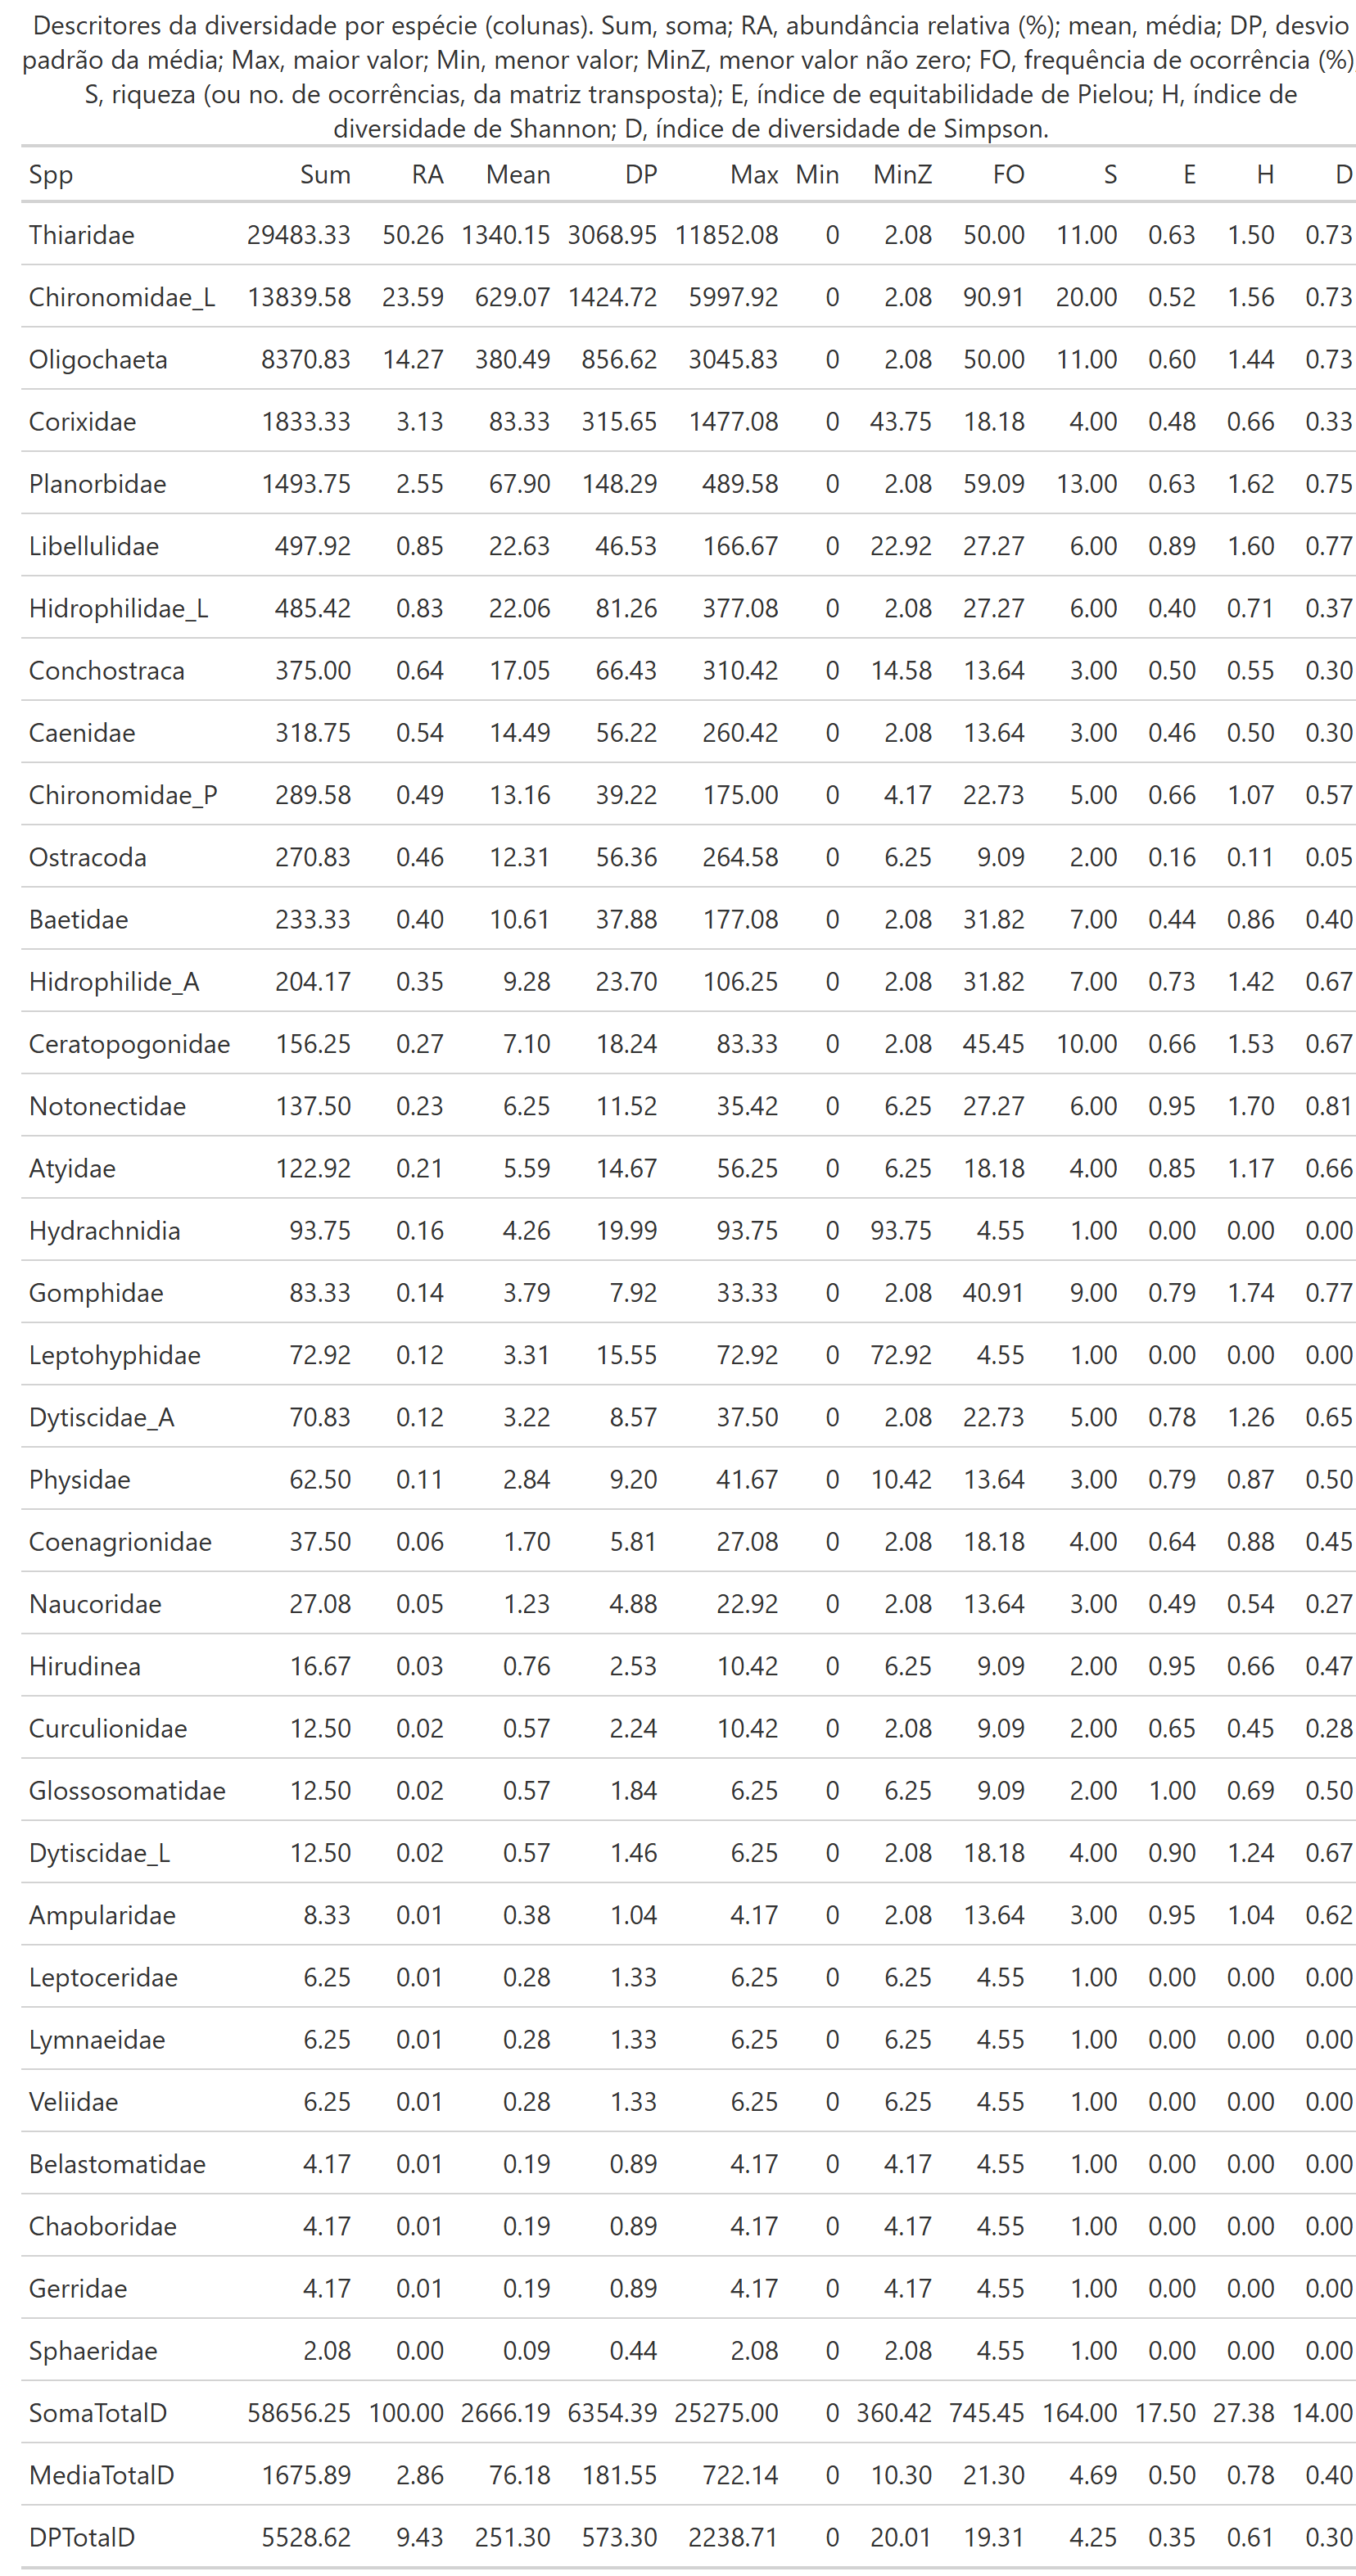 Descritores da diversidade por espécie (colunas). Sum, soma; RA, abundância relativa (%); mean, média; DP, desvio
padrão da média; Max, maior valor; Min, menor valor; MinZ, menor valor não zero; FO, frequência de ocorrência (%)
S, riqueza (ou no. de ocorrências, da matriz transposta); E, índice de equitabilidade de Pielou; H, índice de
diversidade de Shannon; D, índice de diversidade de Simpson.
Spp Sum RA Mean DP Max Min MinZ FO S E H D
Thiaridae 29483.33 50.26 1340.15 3068.95 11852.08 0 2.08 50.00 11.00 0.63 1.50 0.73
Chironomidae_L 13839.58 23.59 629.07 1424.72 5997.92 0 2.08 90.91 20.00 0.52 1.56 0.73
Oligochaeta 8370.83 14.27 380.49 856.62 3045.83 0 2.08 50.00 11.00 0.60 1.44 0.73
Corixidae 1833.33 3.13 83.33 315.65 1477.08 0 43.75 18.18 4.00 0.48 0.66 0.33
Planorbidae 1493.75 2.55 67.90 148.29 489.58 0 2.08 59.09 13.00 0.63 1.62 0.75
Libellulidae 497.92 0.85 22.63 46.53 166.67 0 22.92 27.27 6.00 0.89 1.60 0.77
Hidrophilidae_L 485.42 0.83 22.06 81.26 377.08 0 2.08 27.27 6.00 0.40 0.71 0.37
Conchostraca 375.00 0.64 17.05 66.43 310.42 0 14.58 13.64 3.00 0.50 0.55 0.30
Caenidae 318.75 0.54 14.49 56.22 260.42 0 2.08 13.64 3.00 0.46 0.50 0.30
Chironomidae_P 289.58 0.49 13.16 39.22 175.00 0 4.17 22.73 5.00 0.66 1.07 0.57
Ostracoda 270.83 0.46 12.31 56.36 264.58 0 6.25 9.09 2.00 0.16 0.11 0.05
Baetidae 233.33 0.40 10.61 37.88 177.08 0 2.08 31.82 7.00 0.44 0.86 0.40
Hidrophilide_A 204.17 0.35 9.28 23.70 106.25 0 2.08 31.82 7.00 0.73 1.42 0.67
Ceratopogonidae 156.25 0.27 7.10 18.24 83.33 0 2.08 45.45 10.00 0.66 1.53 0.67
Notonectidae 137.50 0.23 6.25 11.52 35.42 0 6.25 27.27 6.00 0.95 1.70 0.81
Atyidae 122.92 0.21 5.59 14.67 56.25 0 6.25 18.18 4.00 0.85 1.17 0.66
Hydrachnidia 93.75 0.16 4.26 19.99 93.75 0 93.75 4.55 1.00 0.00 0.00 0.00
Gomphidae 83.33 0.14 3.79 7.92 33.33 0 2.08 40.91 9.00 0.79 1.74 0.77
Leptohyphidae 72.92 0.12 3.31 15.55 72.92 0 72.92 4.55 1.00 0.00 0.00 0.00
Dytiscidae_A 70.83 0.12 3.22 8.57 37.50 0 2.08 22.73 5.00 0.78 1.26 0.65
Physidae 62.50 0.11 2.84 9.20 41.67 0 10.42 13.64 3.00 0.79 0.87 0.50
Coenagrionidae 37.50 0.06 1.70 5.81 27.08 0 2.08 18.18 4.00 0.64 0.88 0.45
Naucoridae 27.08 0.05 1.23 4.88 22.92 0 2.08 13.64 3.00 0.49 0.54 0.27
Hirudinea 16.67 0.03 0.76 2.53 10.42 0 6.25 9.09 2.00 0.95 0.66 0.47
Curculionidae 12.50 0.02 0.57 2.24 10.42 0 2.08 9.09 2.00 0.65 0.45 0.28
Glossosomatidae 12.50 0.02 0.57 1.84 6.25 0 6.25 9.09 2.00 1.00 0.69 0.50
Dytiscidae_L 12.50 0.02 0.57 1.46 6.25 0 2.08 18.18 4.00 0.90 1.24 0.67
Ampularidae 8.33 0.01 0.38 1.04 4.17 0 2.08 13.64 3.00 0.95 1.04 0.62
Leptoceridae 6.25 0.01 0.28 1.33 6.25 0 6.25 4.55 1.00 0.00 0.00 0.00
Lymnaeidae 6.25 0.01 0.28 1.33 6.25 0 6.25 4.55 1.00 0.00 0.00 0.00
Veliidae 6.25 0.01 0.28 1.33 6.25 0 6.25 4.55 1.00 0.00 0.00 0.00
Belastomatidae 4.17 0.01 0.19 0.89 4.17 0 4.17 4.55 1.00 0.00 0.00 0.00
Chaoboridae 4.17 0.01 0.19 0.89 4.17 0 4.17 4.55 1.00 0.00 0.00 0.00
Gerridae 4.17 0.01 0.19 0.89 4.17 0 4.17 4.55 1.00 0.00 0.00 0.00
Sphaeridae 2.08 0.00 0.09 0.44 2.08 0 2.08 4.55 1.00 0.00 0.00 0.00
SomaTotalD 58656.25 100.00 2666.19 6354.39 25275.00 0 360.42 745.45 164.00 17.50 27.38 14.00
MediaTotalD 1675.89 2.86 76.18 181.55 722.14 0 10.30 21.30 4.69 0.50 0.78 0.40
DPTotalD 5528.62 9.43 251.30 573.30 2238.71 0 20.01 19.31 4.25 0.35 0.61 0.30